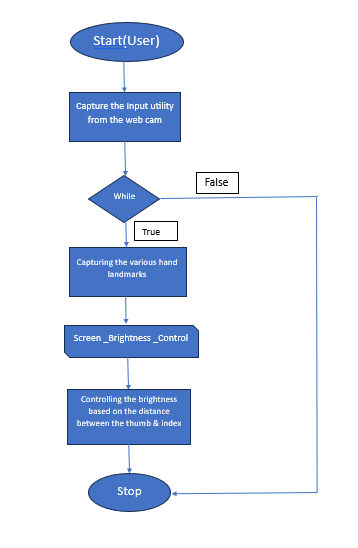 Start(User)
Capture the Input utility
from the web cam
While
False
True
Capturing the various hand
landmarks
Screen _Brightness _Control
Controlling the brightness
based on the distance
between the thumb & index
Stop